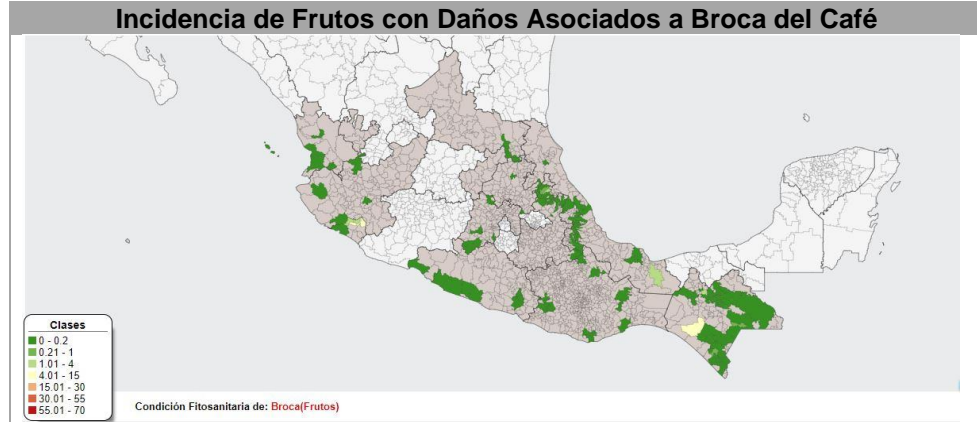 Incidencia de Frutos con Daños Asociados a Broca del Café
Clases
0 - 0.2
0.21 - 1
1.01 - 4
4.01 - 15
15.01 - 30
30.01 - 55
55.01 - 70
Condición Fitosanitaria de: Broca(Frutos)